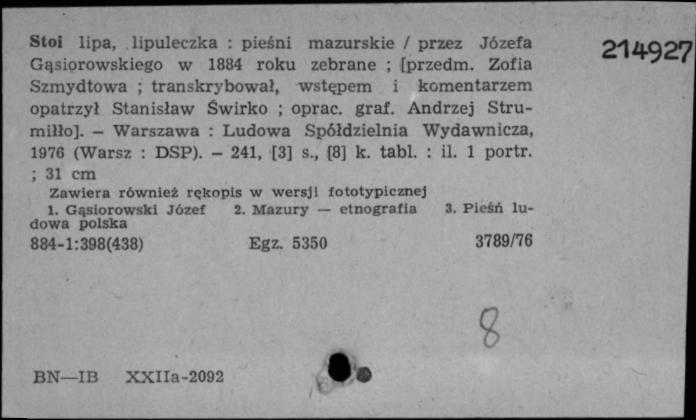 Stoi lipa, lipuleczka : pieśni mazurskie / przez Józefa
Gąsiorowskiego w 1884 roku zebrane ; [przedm. Zofia
Szmydtowa ; transkrybował, wstępem i komentarzem
opatrzył Stanisław Świrko ; oprac. graf. Andrzej Stru-
miłło]. — Warszawa : Ludowa Spółdzielnia Wydawnicza,
1976 (Warsz : DSP). — 241, [3] s., [8] k. tabl. : il. 1 portr.
; 31 cm
Zawiera również rękopis w wersji fototypicznej
1. Gąsiorowski Józef 2. Mazury — etnografia 3. Pieśń lu-
dowa polska
884-1:398(438) Egz. 5350 3789/76
214927
8
BN—IB XXIIa-2092